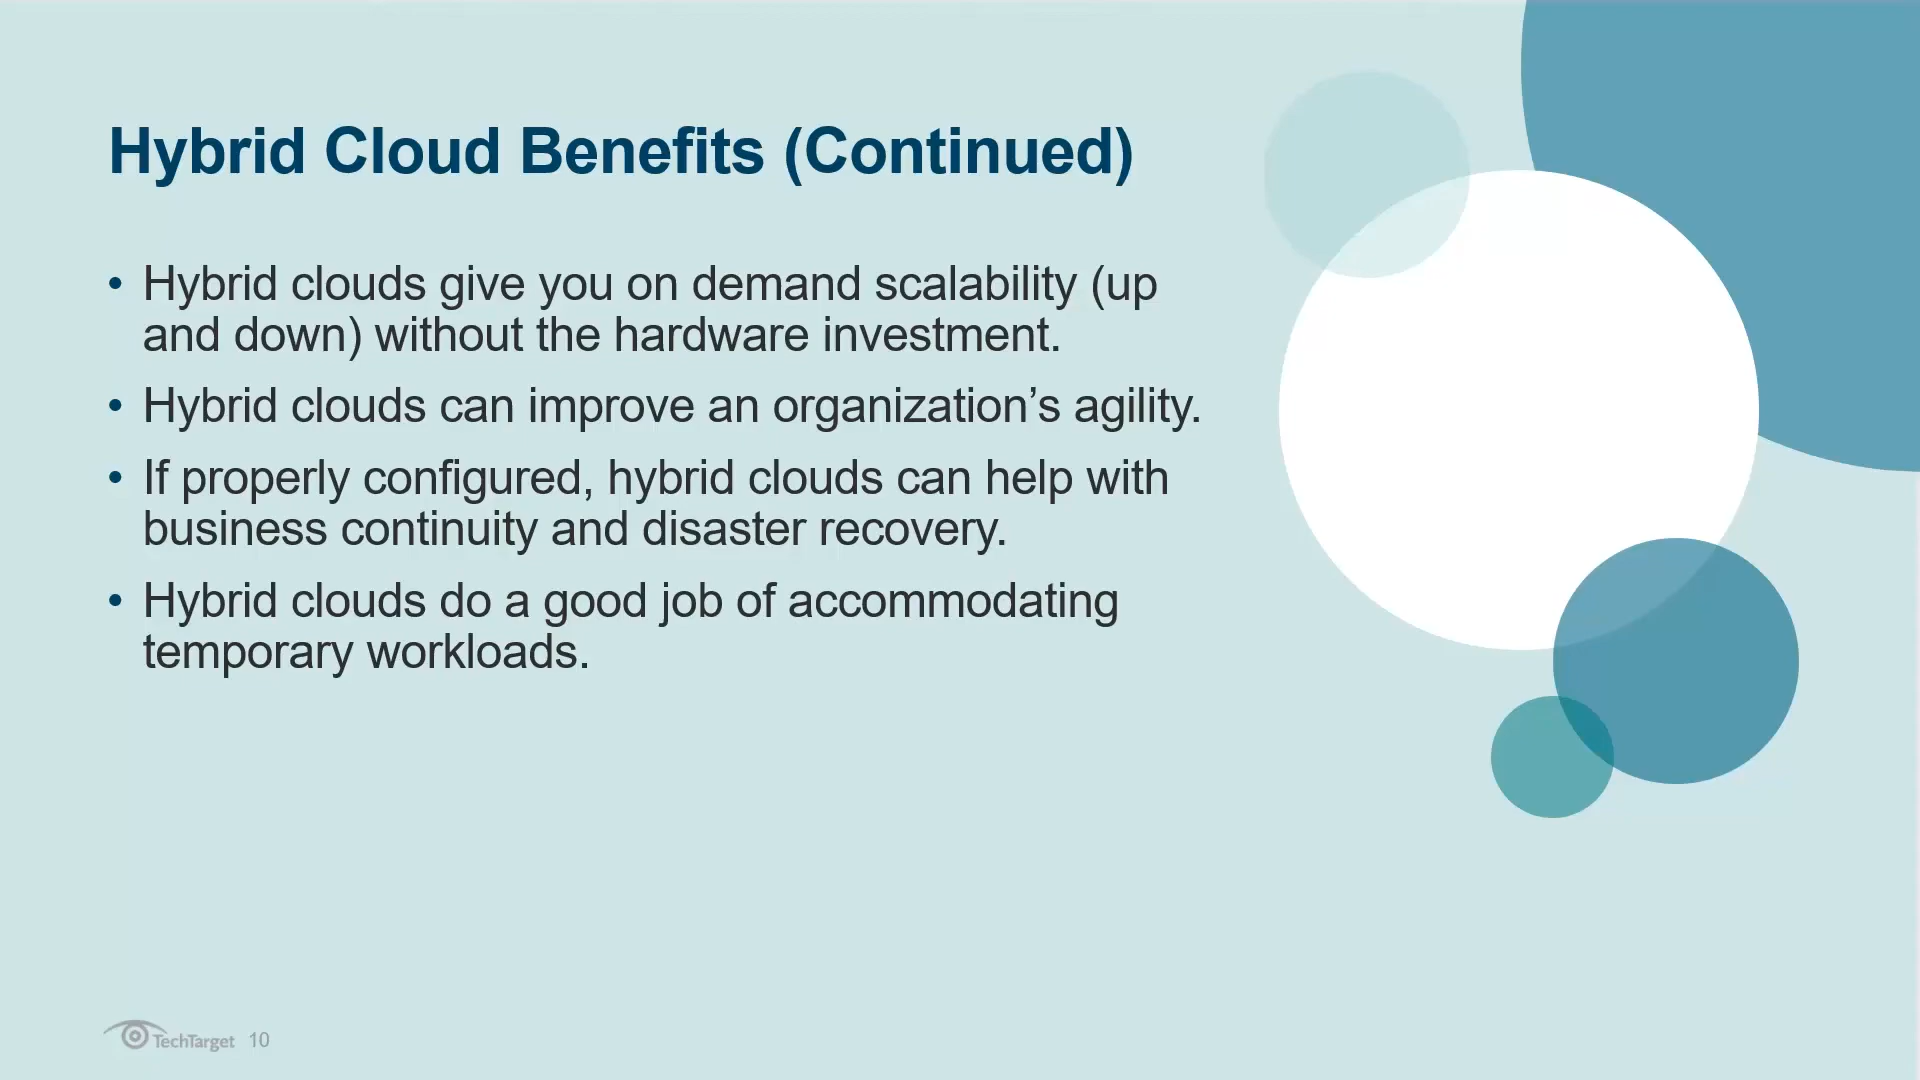 Hybrid Cloud Benefits (Continued)
• Hybrid clouds give you on demand scalability (up
and down) without the hardware investment.
• Hybrid clouds can improve an organization’s agility.
• If properly configured, hybrid clouds can help with
business continuity and disaster recovery.
• Hybrid clouds do a good job of accommodating
temporary workloads.
TechTarget 10